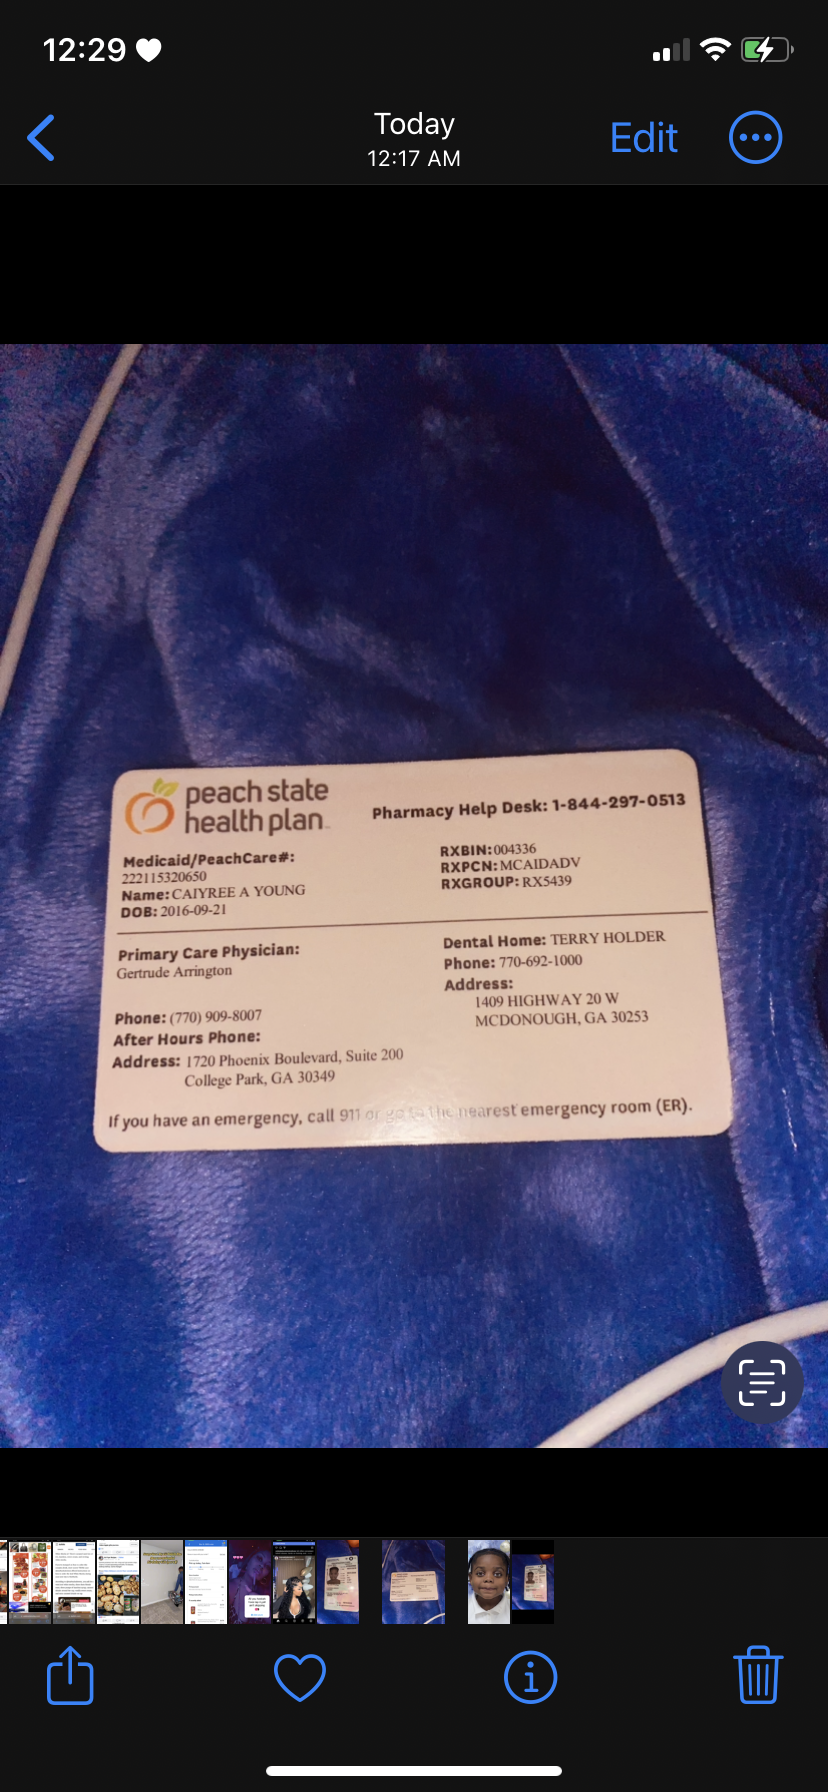 12:29
Today
12:17 AM
Edit
peach state
health plan
Pharmacy Help Desk: 1-844-297-0513
Medicaid/PeachCare#:
222115320650
Name: CAIYREE A YOUNG
DOB: 2016-09-21
RXBIN: 004336
RXPCN: MCAIDADV
RXGROUP: RX5439
Primary Care Physician:
Gertrude Arrington
Phone: (770) 909-8007
After Hours Phone:
Address: 1720 Phoenix Boulevard, Suite 200
College Park, GA 30349
Dental Home: TERRY HOLDER
Phone: 770-692-1000
Address:
1409 HIGHWAY 20 W
MCDONOUGH, GA 30253
If you have an emergency, call 911 or go to the nearest emergency room (ER).